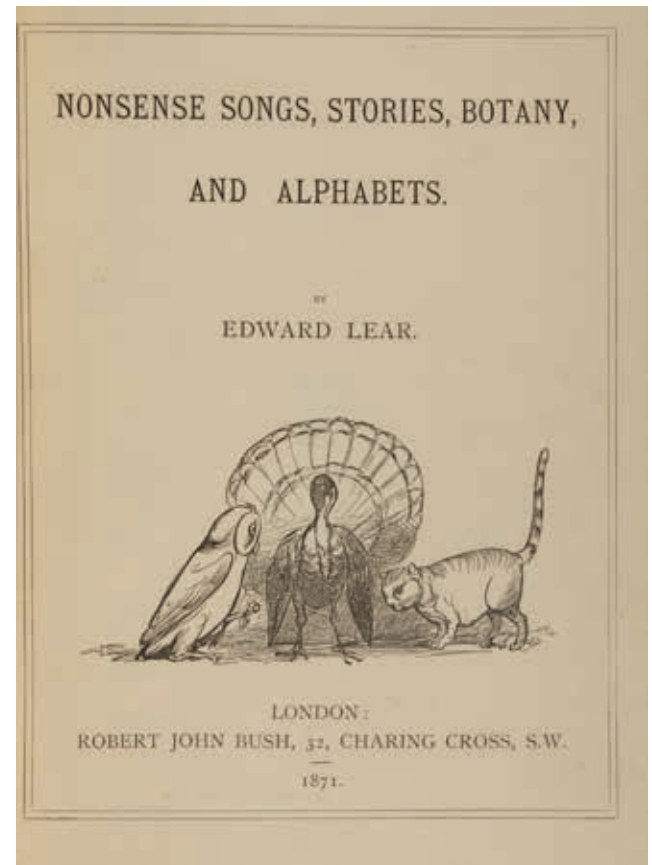 NONSENSE SONGS, STORIES, BOTANY,
AND ALPHABETS.
BY
EDWARD LEAR.
LONDON:
ROBERT JOHN BUSH, 32, CHARING CROSS, S.W.
1871.